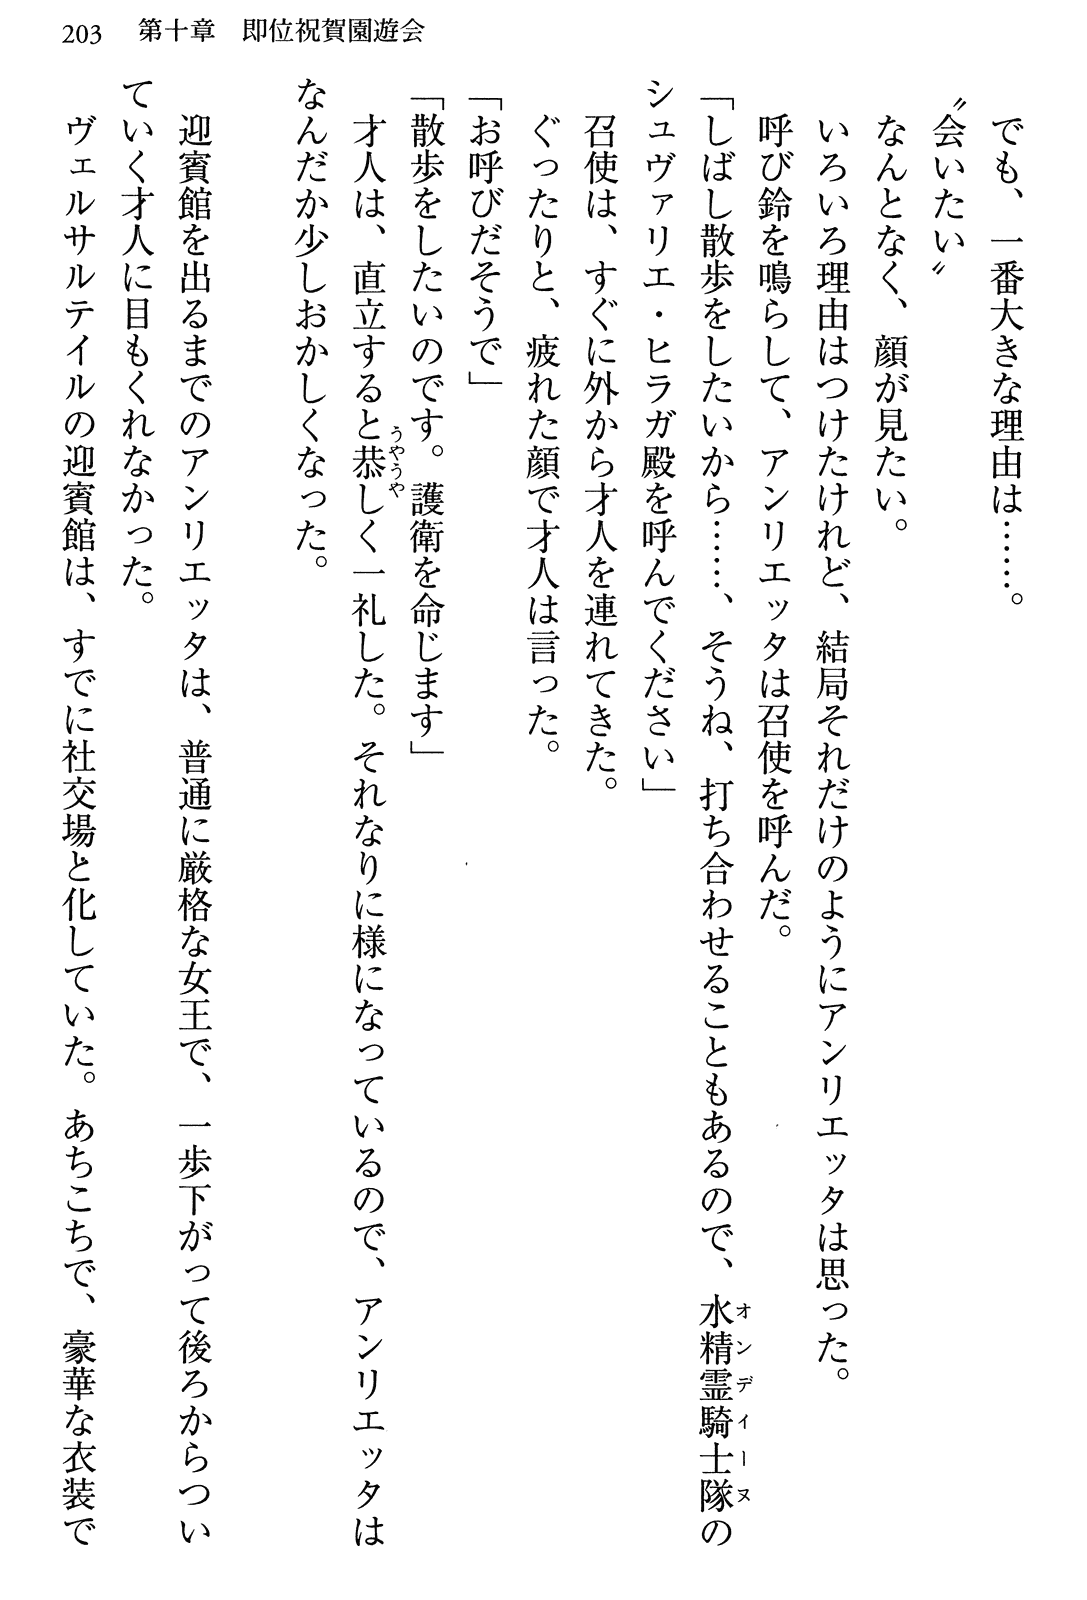 203　第十章　即位祝賀園遊会
でも、一番大きな理由は……。
〝会いたい〟
なんとなく、顔が見たい。
いろいろ理由はつけたけれど、結局それだけのようにアンリエッタは思った。
呼び鈴を鳴らして、アンリエッタは召使を呼んだ。
「しばし散歩をしたいから……、そうね、打ち合わせることもあるので、水精霊騎士隊の
オンディーヌ
シュヴァリエ・ヒラガ殿を呼んでください」
召使は、すぐに外から才人を連れてきた。
ぐったりと、疲れた顔で才人は言った。
「お呼びだそうで」
「散歩をしたいのです。護衛を命じます」
才人は、直立すると恭しく一礼した。それなりに様になっているので、アンリエッタは
うやうや
なんだか少しおかしくなった。
迎賓館を出るまでのアンリエッタは、普通に厳格な女王で、一歩下がって後ろからつい
ていく才人に目もくれなかった。
ヴェルサルテイルの迎賓館は、すでに社交場と化していた。あちこちで、豪華な衣装で